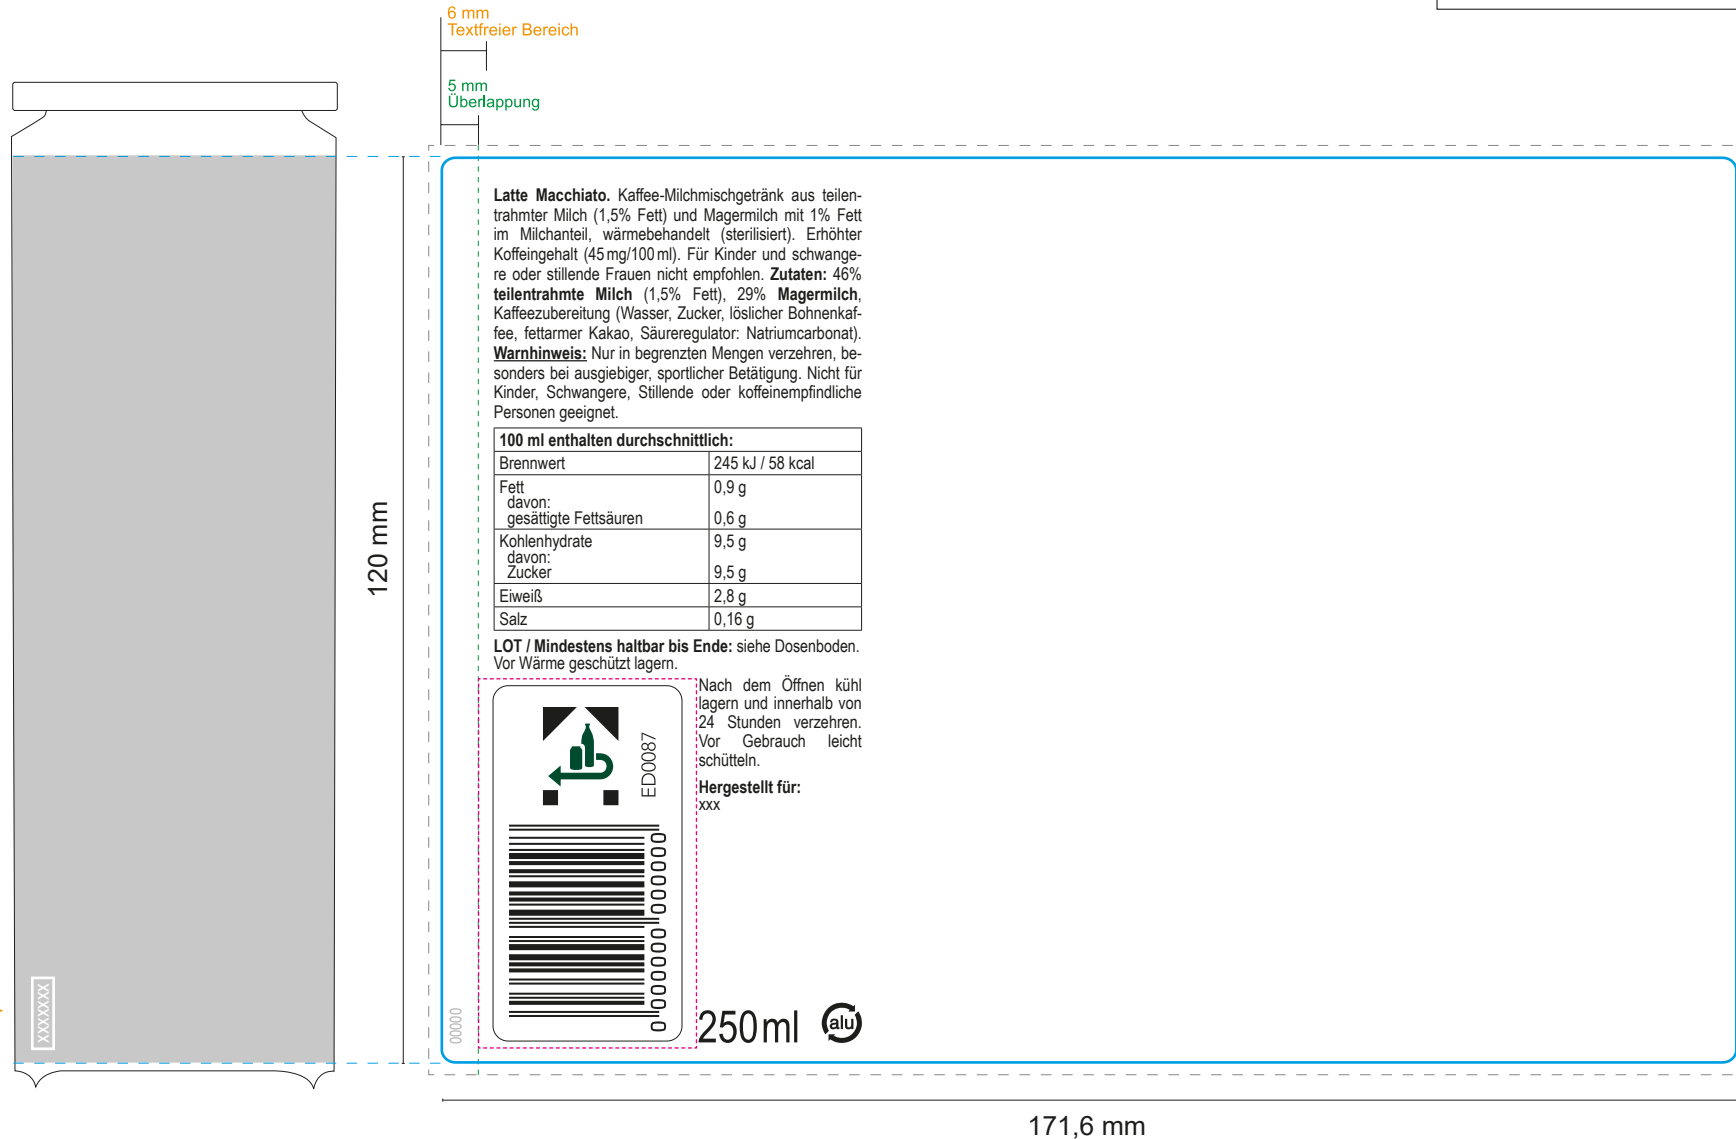 6 mm
Textfreier Bereich
5 mm
Überlappung
120 mm
Latte Macchiato. Kaffee-Milchmischgetränk aus teilen-
trahmter Milch (1,5% Fett) und Magermilch mit 1% Fett
im Milchanteil, wärmebehandelt (sterilisiert). Erhöhter
Koffeingehalt (45 mg/100 ml). Für Kinder und schwange-
re oder stillende Frauen nicht empfohlen. Zutaten: 46%
teilentrahmte Milch (1,5% Fett), 29% Magermilch,
Kaffeezubereitung (Wasser, Zucker, löslicher Bohnenkaf-
fee, fettarmer Kakao, Säureregulator: Natriumcarbonat).
Warnhinweis: Nur in begrenzten Mengen verzehren, be-
sonders bei ausgiebiger, sportlicher Betätigung. Nicht für
Kinder, Schwangere, Stillende oder koffeinempfindliche
Personen geeignet.
100 ml enthalten durchschnittlich:
Brennwert 245 kJ / 58 kcal
Fett 0,9 g
davon:
gesättigte Fettsäuren 0,6 g
Kohlenhydrate 9,5 g
davon:
Zucker 9,5 g
Eiweiß 2,8 g
Salz 0,16 g
LOT / Mindestens haltbar bis Ende: siehe Dosenboden.
Vor Wärme geschützt lagern.
Nach dem Öffnen kühl
lagern und innerhalb von
24 Stunden verzehren.
Vor Gebrauch leicht
schütteln.
Hergestellt für:
xxx
ED0087
0 000000 000000
250 ml
alu
00000
XXXXXXX
171,6 mm